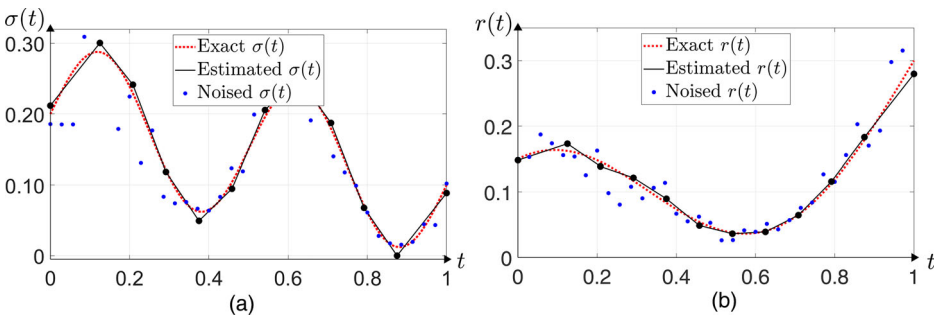 σ(t)
0.30
0.20
0.10
0
0 0.2 0.4 0.6 0.8 1 t
Exact σ(t)
Estimated σ(t)
Noised σ(t)
(a)
r(t)
0.3
0.2
0.1
0
0 0.2 0.4 0.6 0.8 1 t
Exact r(t)
Estimated r(t)
Noised r(t)
(b)